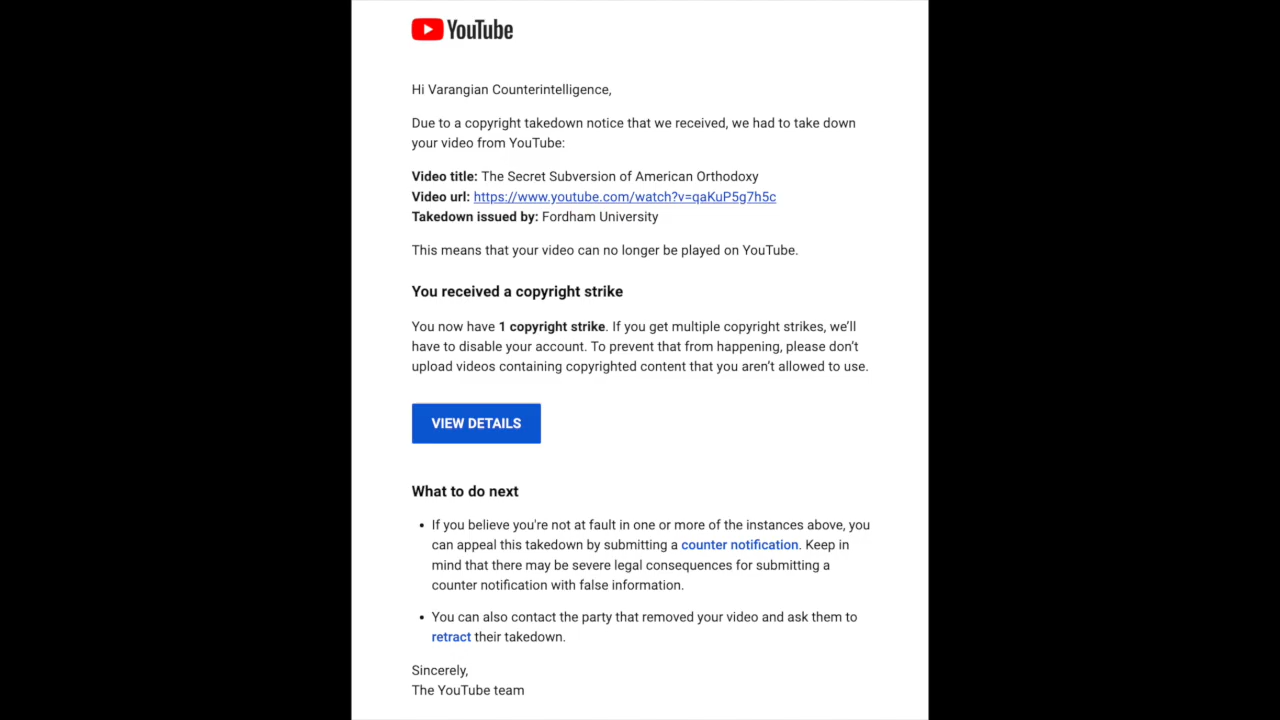 YouTube
Hi Varangian Counterintelligence,
Due to a copyright takedown notice that we received, we had to take down
your video from YouTube:
Video title: The Secret Subversion of American Orthodoxy
Video url: https://www.youtube.com/watch?v=qaKuP5g7h5c
Takedown issued by: Fordham University
This means that your video can no longer be played on YouTube.
You received a copyright strike
You now have 1 copyright strike. If you get multiple copyright strikes, we’ll
have to disable your account. To prevent that from happening, please don’t
upload videos containing copyrighted content that you aren’t allowed to use.
VIEW DETAILS
What to do next
• If you believe you're not at fault in one or more of the instances above, you
can appeal this takedown by submitting a counter notification. Keep in
mind that there may be severe legal consequences for submitting a
counter notification with false information.
• You can also contact the party that removed your video and ask them to
retract their takedown.
Sincerely,
The YouTube team